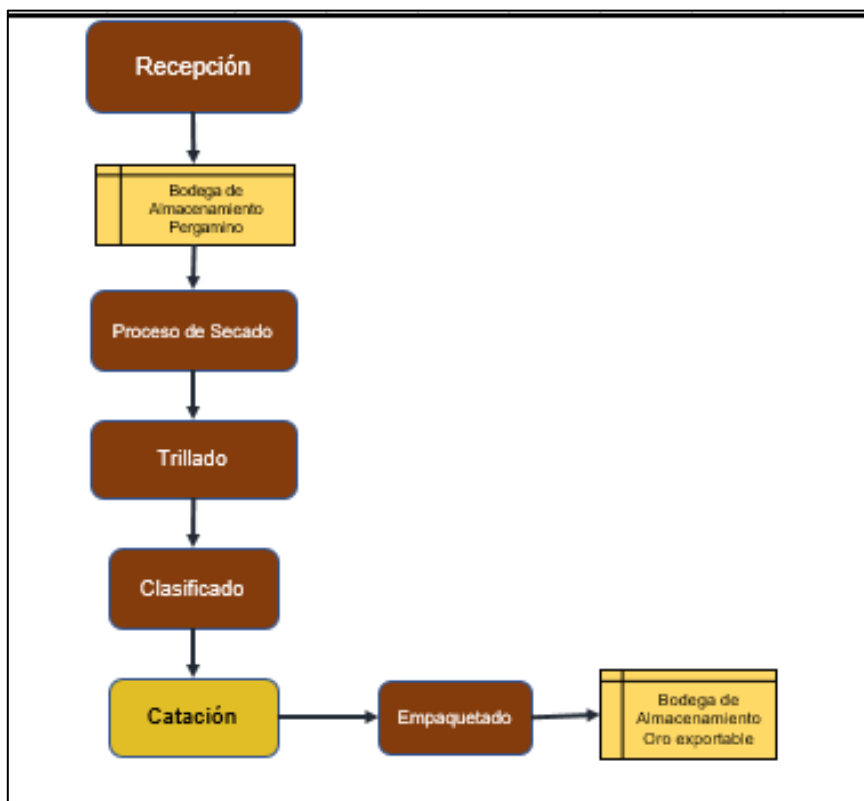 Recepción
Bodega de
Almacenamiento
Pergamino
Proceso de Secado
Trillado
Clasificado
Catación
Empaquetado
Bodega de
Almacenamiento
Oro exportable